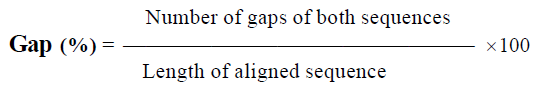 Number of gaps of both sequences
Gap (%) = ×100
Length of aligned sequence